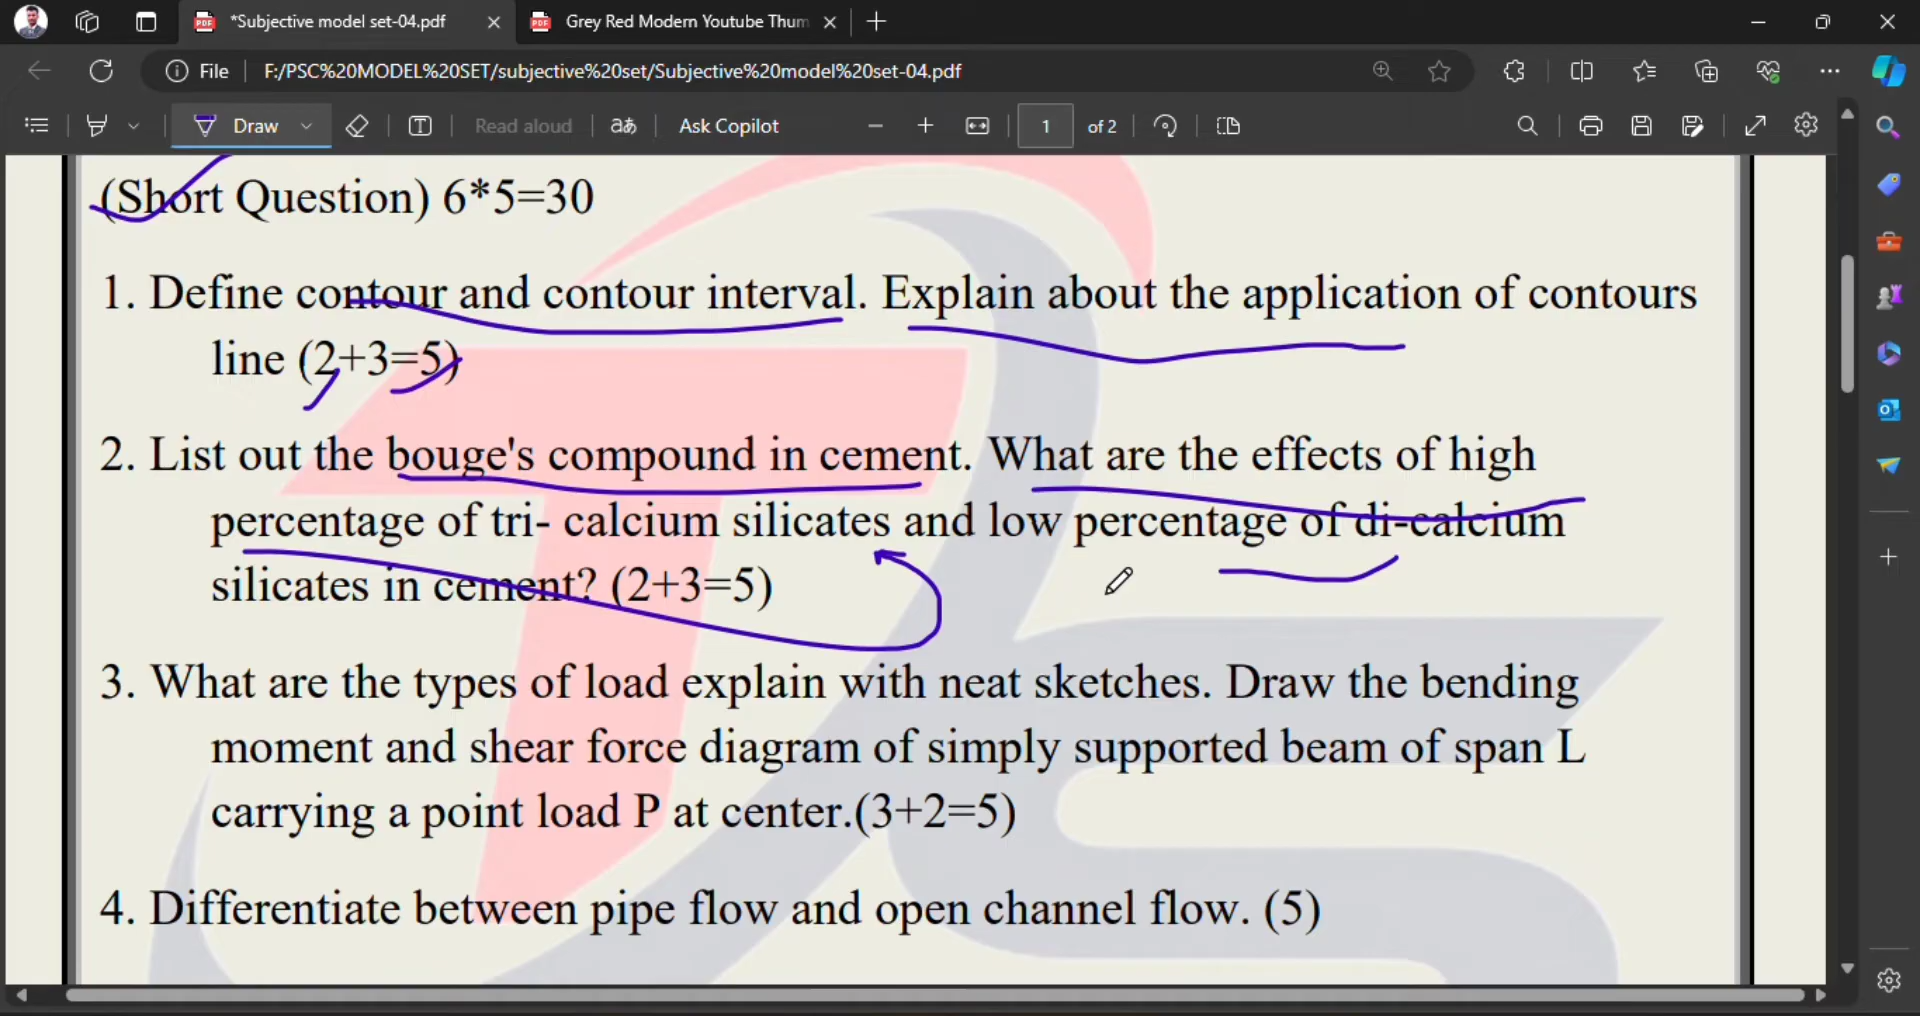 *Subjective model set-04.pdf
Grey Red Modern Youtube Thum
File
F:/PSC%20MODEL%20SET/subjective%20set/Subjective%20model%20set-04.pdf
Draw
Read aloud
aあ
Ask Copilot
1
of 2
(Short Question) 6*5=30
1. Define contour and contour interval. Explain about the application of contours
line (2+3=5)
2. List out the bouge's compound in cement. What are the effects of high
percentage of tri- calcium silicates and low percentage of di-calcium
silicates in cement? (2+3=5)
3. What are the types of load explain with neat sketches. Draw the bending
moment and shear force diagram of simply supported beam of span L
carrying a point load P at center.(3+2=5)
4. Differentiate between pipe flow and open channel flow. (5)